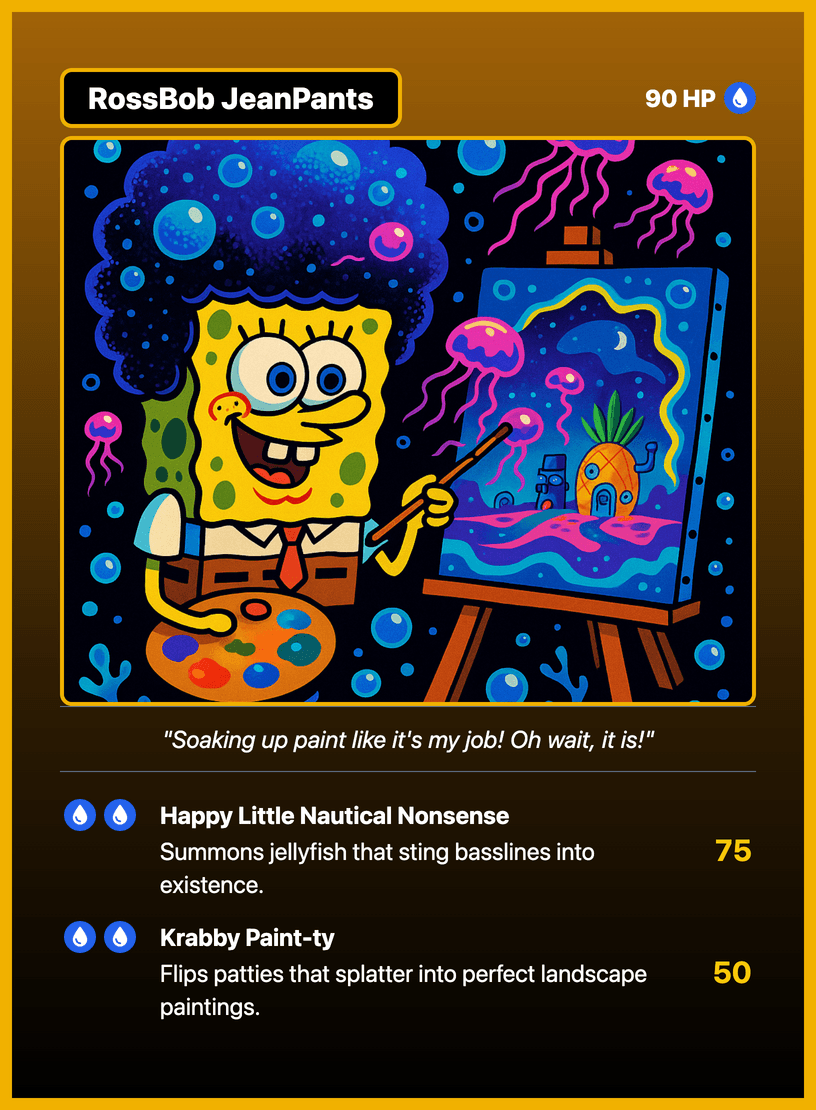 RossBob JeanPants
90 HP
"Soaking up paint like it's my job! Oh wait, it is!"
Happy Little Nautical Nonsense
Summons jellyfish that sting basslines into
existence.
75
Krabby Paint-ty
Flips patties that splatter into perfect landscape
paintings.
50